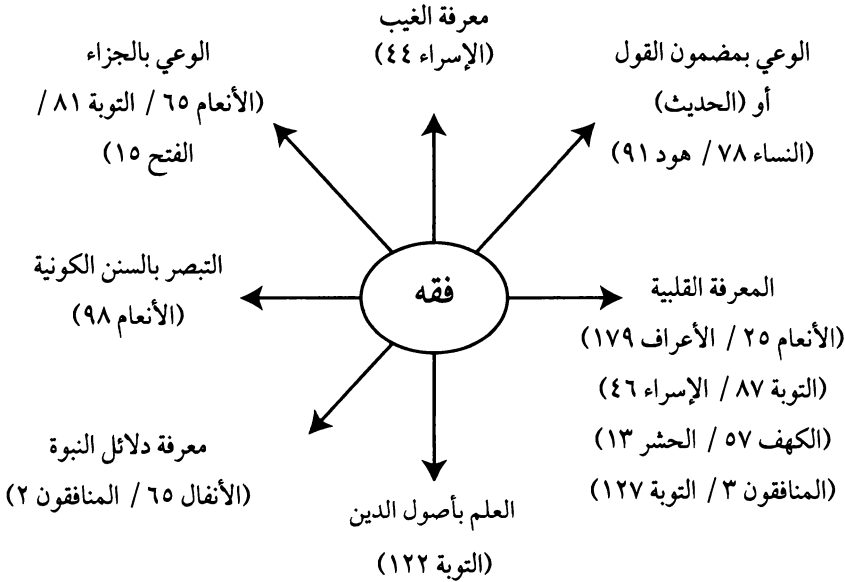 معرفة الغيب
(الإسراء ٤٤)
الوعي بمضمون القول
أو (الحديث)
(النساء ٧٨ / هود ٩١)
الوعي بالجزاء
(الأنعام ٦٥ / التوبة ٨١ /
الفتح ١٥)
فقه
المعرفة القلبية
(الأنعام ٢٥ / الأعراف ١٧٩)
(التوبة ٨٧ / الإسراء ٤٦)
(الكهف ٥٧ / الحشر ١٣)
(المنافقون ٣ / التوبة ١٢٧)
التبصر بالسنن الكونية
(الأنعام ٩٨)
معرفة دلائل النبوة
(الأنفال ٦٥ / المنافقون ٢)
العلم بأصول الدين
(التوبة ١٢٢)